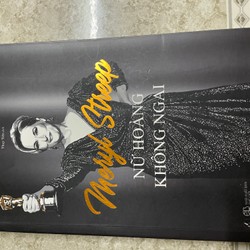 Meryl Streep
NỮ HOÀNG
KHÔNG NGAI